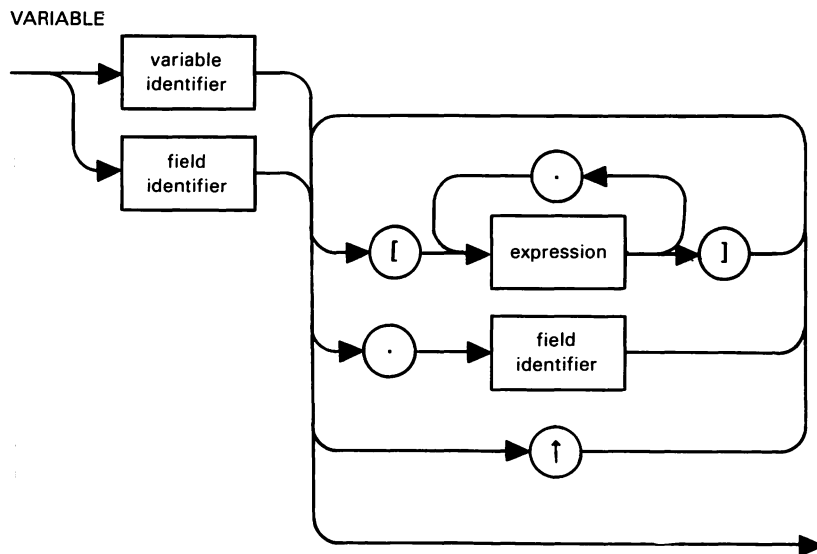 VARIABLE
variable
identifier
field
identifier
.
[
expression
]
.
field
identifier
↑